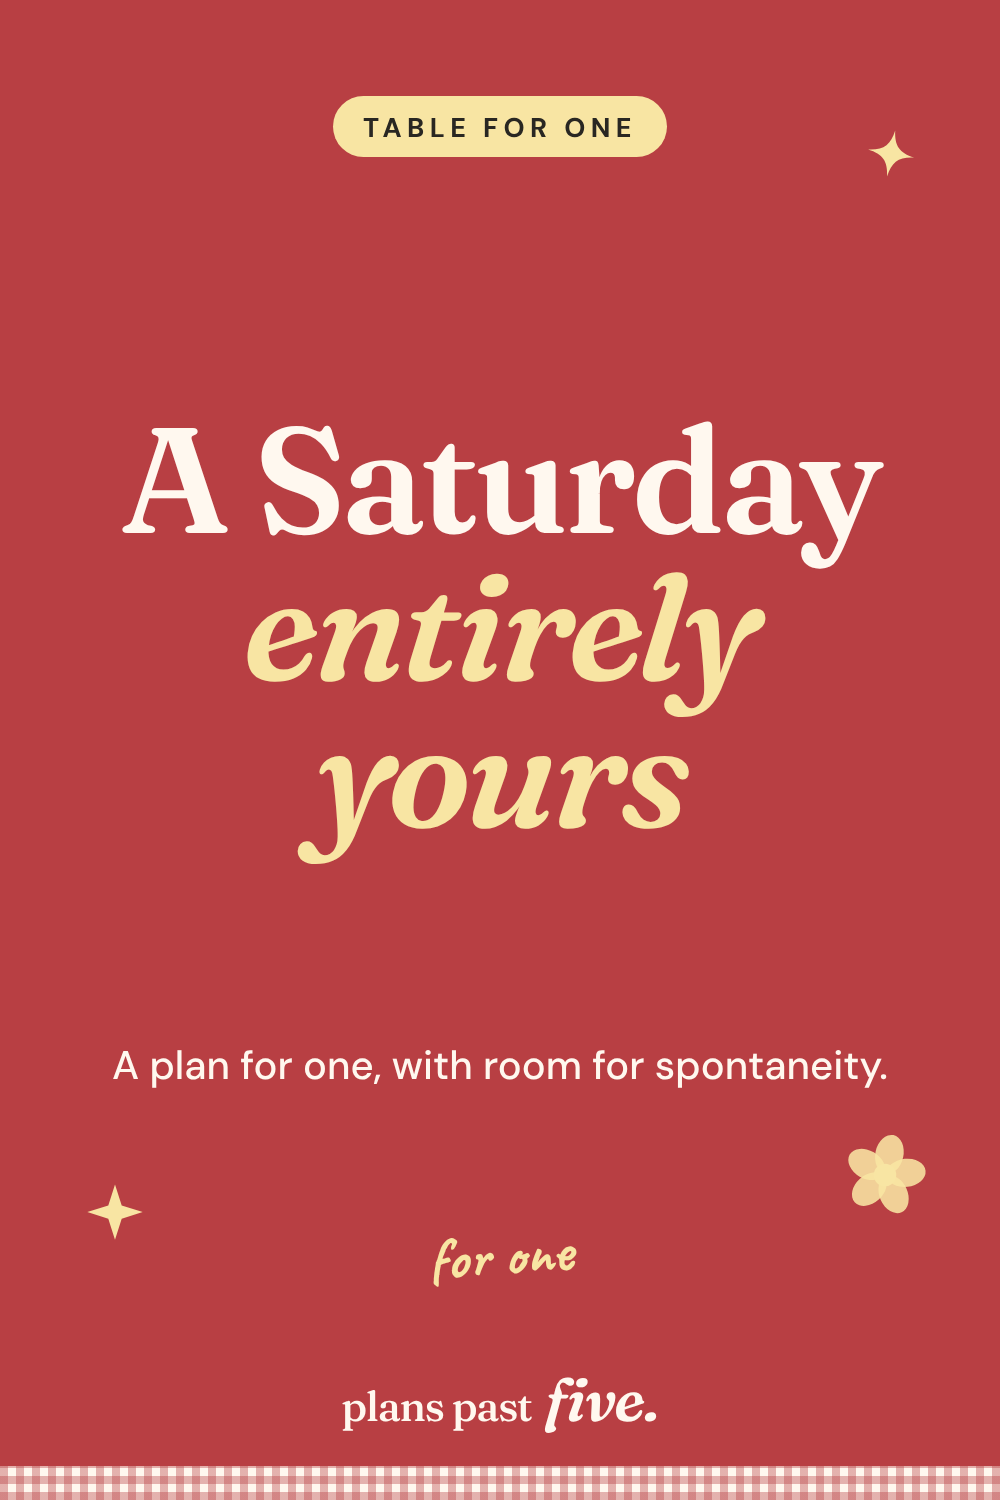 TABLE FOR ONE
A Saturday
entirely
yours
A plan for one, with room for spontaneity.
for one
plans past five.